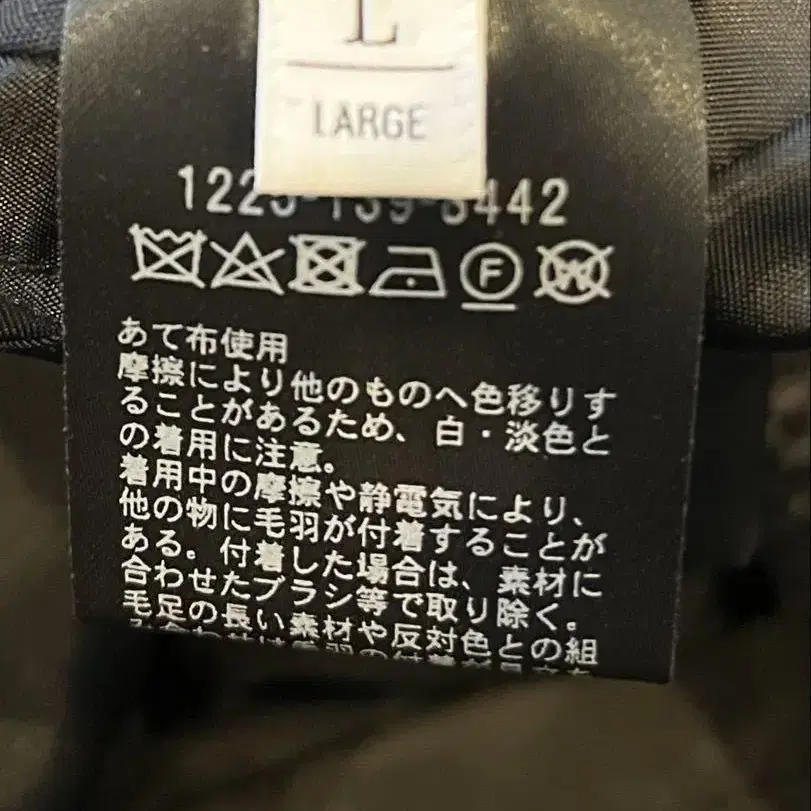 L
LARGE
1225-139-8442
F
W
あて布使用
摩擦により他のものへ色移りす
ることがあるため、白・淡色と
の着用に注意。
着用中の摩擦や静電気により、
他の物に毛羽が付着することが
ある。付着した場合は、素材に
合わせたブラシ等で取り除く。
毛足の長い素材や反対色との組